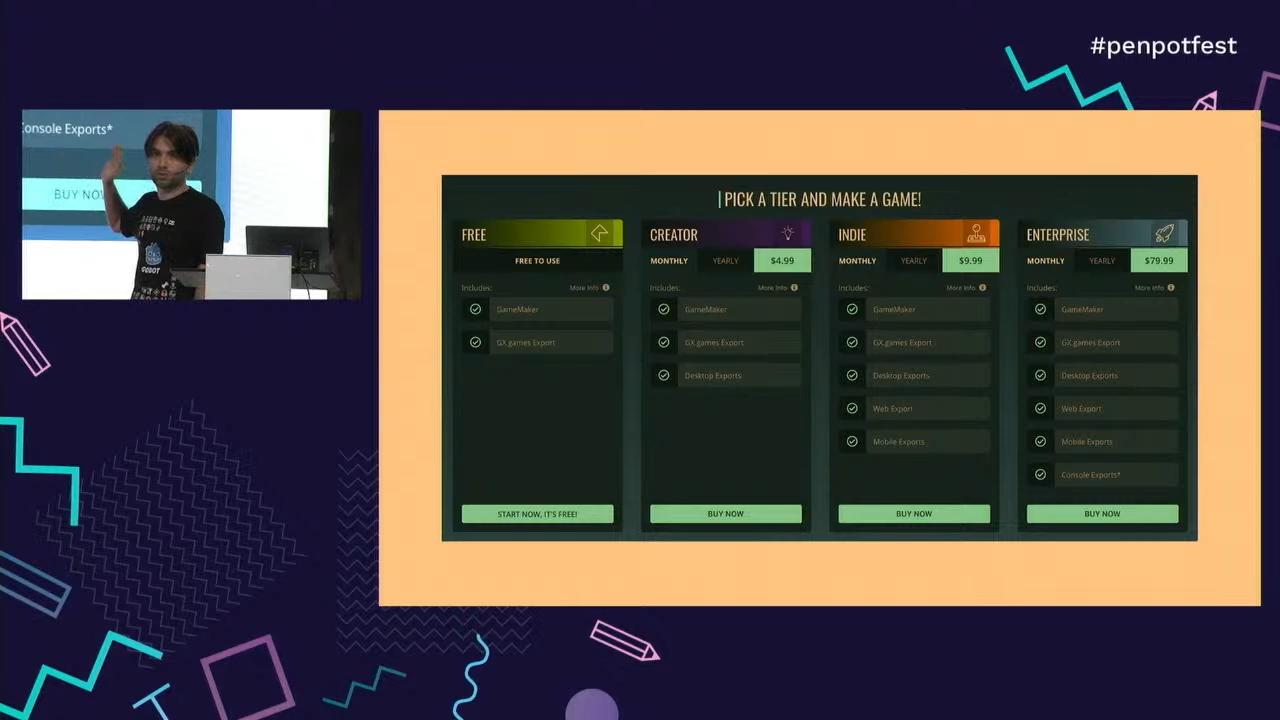 #penpotfest
Console Exports*
BUY NOW
GODOT
PICK A TIER AND MAKE A GAME!
FREE
FREE TO USE
Includes:
More Info
GameMaker
GX.games Export
START NOW, IT'S FREE!
CREATOR
MONTHLY
YEARLY
$4.99
Includes:
More Info
GameMaker
GX.games Export
Desktop Exports
BUY NOW
INDIE
MONTHLY
YEARLY
$9.99
Includes:
More Info
GameMaker
GX.games Export
Desktop Exports
Web Export
Mobile Exports
BUY NOW
ENTERPRISE
MONTHLY
YEARLY
$79.99
Includes:
More Info
GameMaker
GX.games Export
Desktop Exports
Web Export
Mobile Exports
Console Exports*
BUY NOW